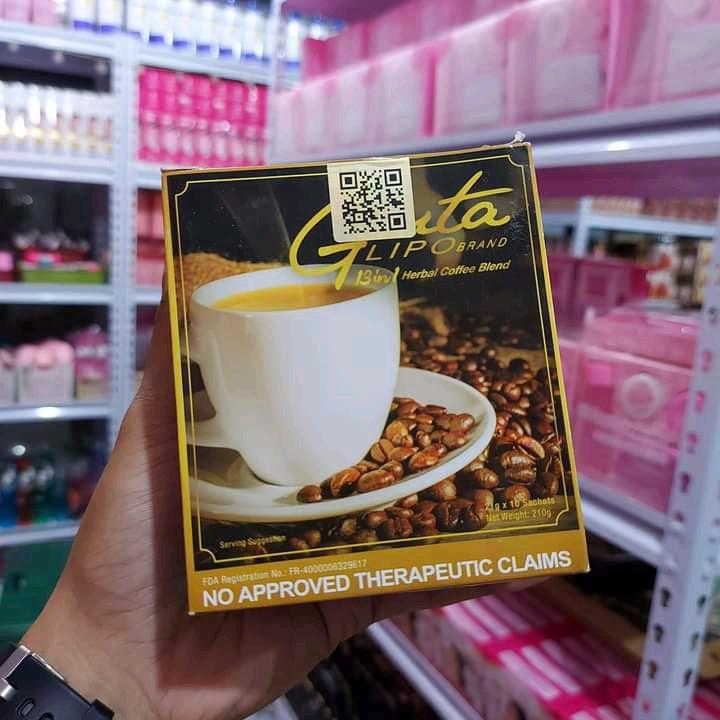 Gluta
LIPO BRAND
13 in 1 Herbal Coffee Blend
21g x 10 Sachets
Net Weight: 210g
Serving Suggestion
FDA Registration No.: FR-4000006329617
NO APPROVED THERAPEUTIC CLAIMS